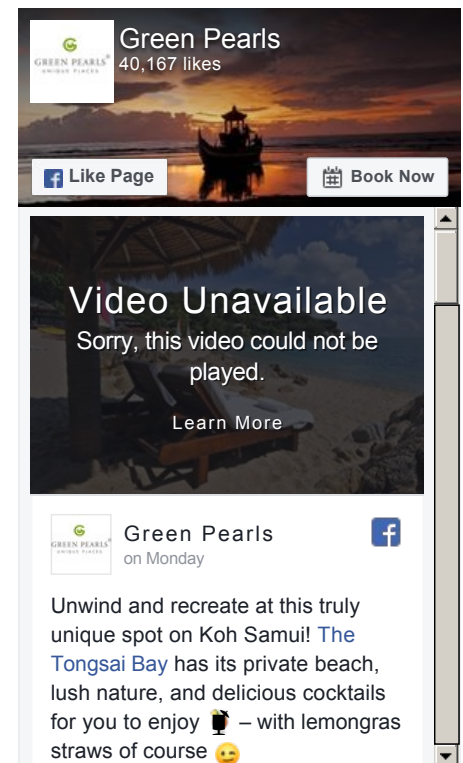 Green Pearls
40,167 likes
GREEN PEARLS®
UNIQUE PLACES
Like Page
Book Now
Video Unavailable
Sorry, this video could not be
played.
Learn More
GREEN PEARLS®
UNIQUE PLACES
Green Pearls
on Monday
Unwind and recreate at this truly
unique spot on Koh Samui! The
Tongsai Bay has its private beach,
lush nature, and delicious cocktails
for you to enjoy 🍹 – with lemongras
straws of course 😉